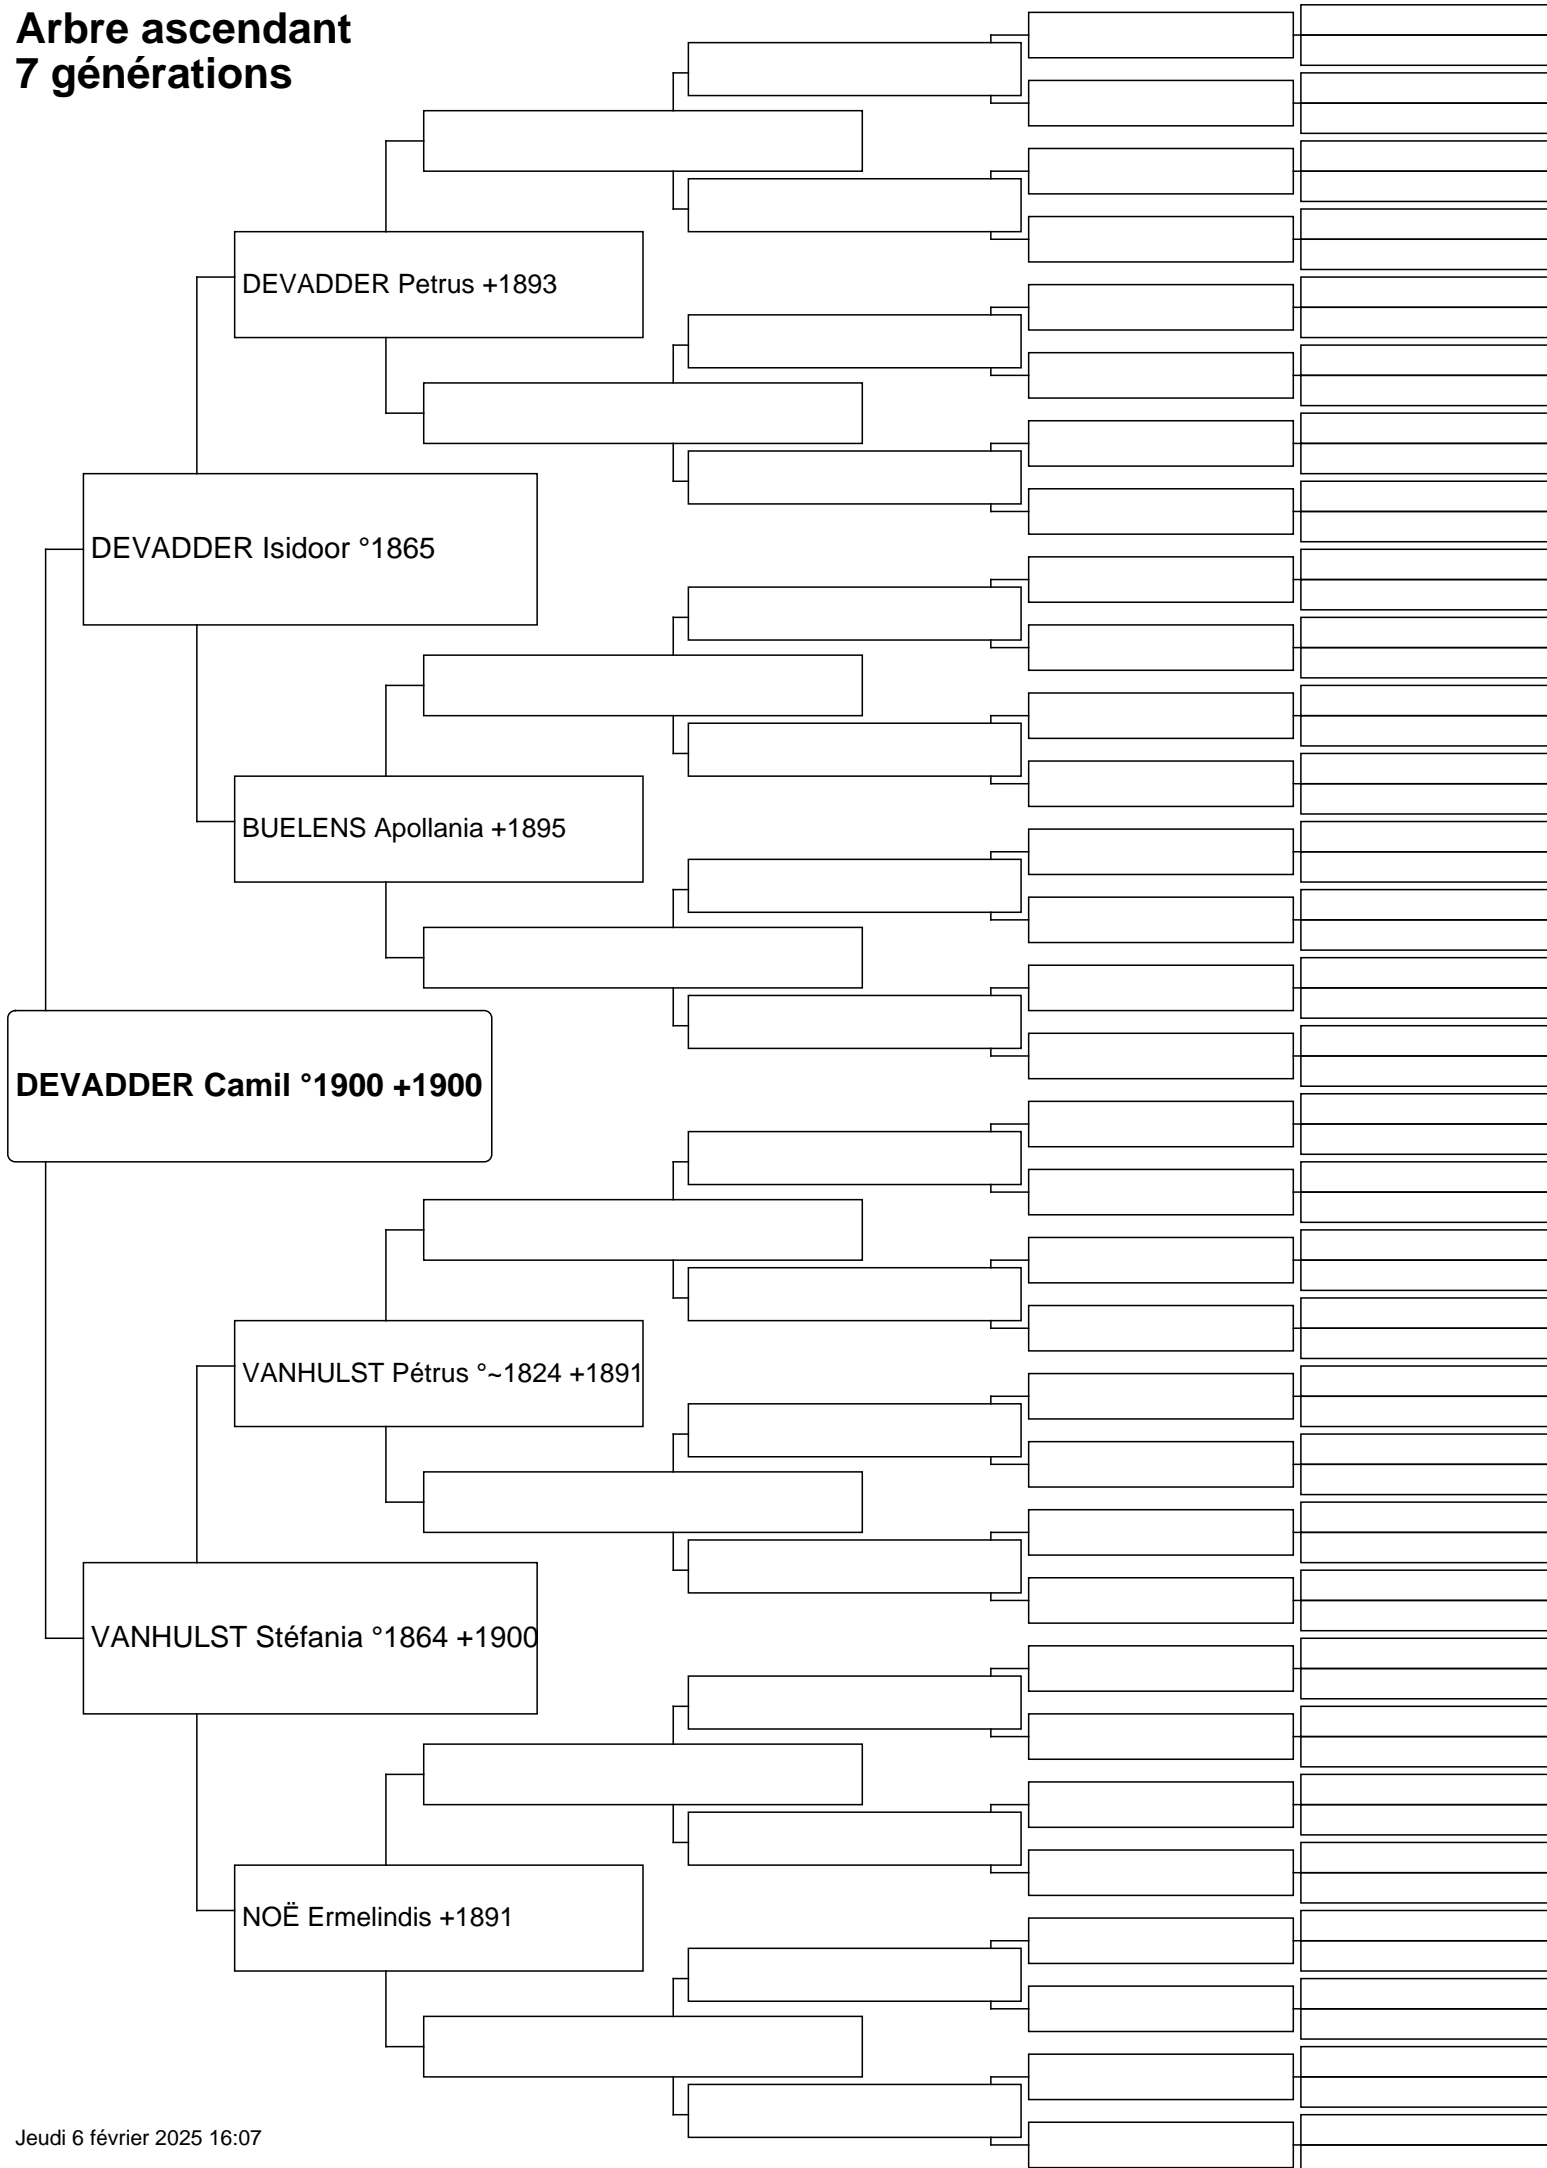 Arbre ascendant
7 générations
DEVADDER Petrus +1893
DEVADDER Isidoor °1865
BUELENS Apollania +1895
DEVADDER Camil °1900 +1900
VANHULST Pétrus °~1824 +1891
VANHULST Stéfania °1864 +1900
NOË Ermelindis +1891
Jeudi 6 février 2025 16:07